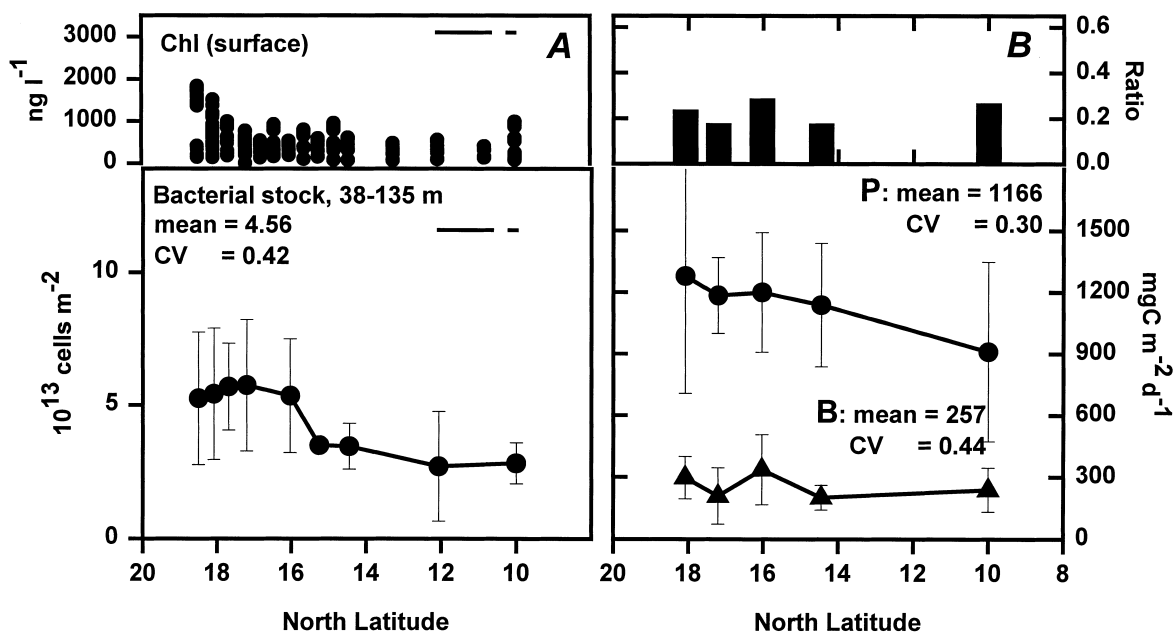 Chl (surface)
A
3000
2000
1000
0
ng l-1
Bacterial stock, 38-135 m
mean = 4.56
CV = 0.42
10
5
0
10^13 cells m-2
20 18 16 14 12 10
North Latitude
B
0.6
0.4
0.2
0.0
Ratio
P: mean = 1166
CV = 0.30
B: mean = 257
CV = 0.44
1500
1200
900
600
300
0
mgC m-2 d-1
20 18 16 14 12 10 8
North Latitude